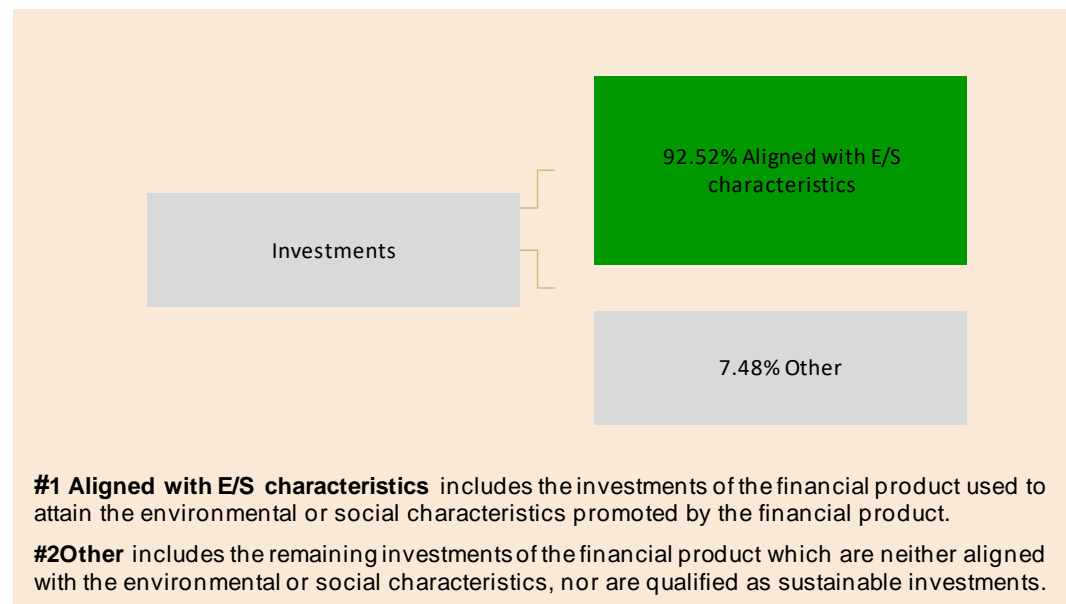 92.52% Aligned with E/S
characteristics
Investments
7.48% Other
#1 Aligned with E/S characteristics includes the investments of the financial product used to
attain the environmental or social characteristics promoted by the financial product.
#2Other includes the remaining investments of the financial product which are neither aligned
with the environmental or social characteristics, nor are qualified as sustainable investments.